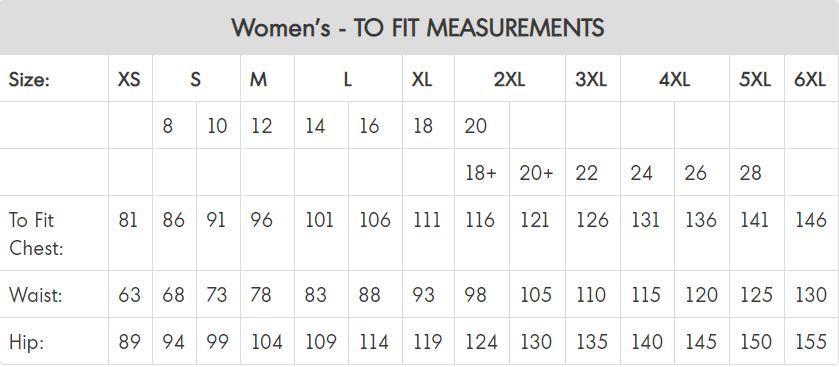 Women's - TO FIT MEASUREMENTS
Size: XS S M L XL 2XL 3XL 4XL 5XL 6XL
8 10 12 14 16 18 20
18+ 20+ 22 24 26 28
To Fit
Chest: 81 86 91 96 101 106 111 116 121 126 131 136 141 146
Waist: 63 68 73 78 83 88 93 98 105 110 115 120 125 130
Hip: 89 94 99 104 109 114 119 124 130 135 140 145 150 155